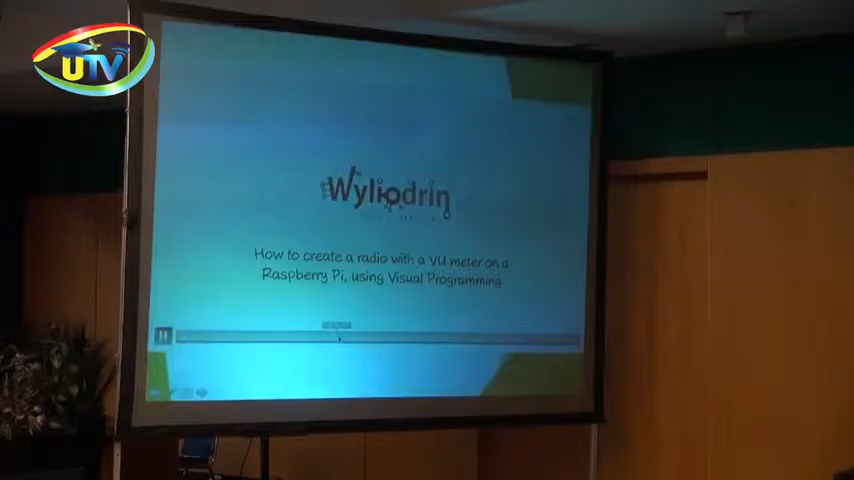 UTV
Wyliodrin
How to create a radio with a VU meter on a
Raspberry Pi, using Visual Programming